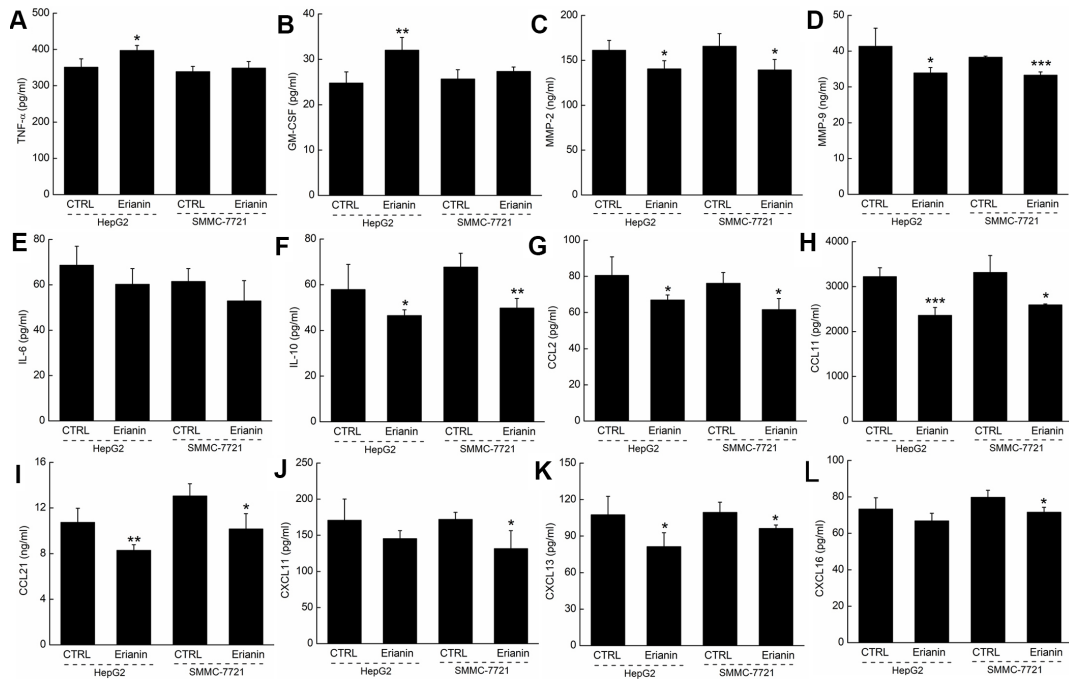 A
TNF-α (pg/ml)
500
400
300
200
100
0
*
CTRL Erianin CTRL Erianin
HepG2 SMMC-7721
B
GM-CSF (pg/ml)
40
30
20
10
0
**
CTRL Erianin CTRL Erianin
HepG2 SMMC-7721
C
MMP-2 (ng/ml)
200
150
100
50
0
* *
CTRL Erianin CTRL Erianin
HepG2 SMMC-7721
D
MMP-9 (ng/ml)
50
40
30
20
10
0
* ***
CTRL Erianin CTRL Erianin
HepG2 SMMC-7721
E
IL-6 (pg/ml)
80
60
40
20
0
CTRL Erianin CTRL Erianin
HepG2 SMMC-7721
F
IL-10 (pg/ml)
80
60
40
20
0
* **
CTRL Erianin CTRL Erianin
HepG2 SMMC-7721
G
CCL2 (pg/ml)
100
80
60
40
20
0
* *
CTRL Erianin CTRL Erianin
HepG2 SMMC-7721
H
CCL11 (pg/ml)
4000
3000
2000
1000
0
*** *
CTRL Erianin CTRL Erianin
HepG2 SMMC-7721
I
CCL21 (ng/ml)
16
12
8
4
0
** *
CTRL Erianin CTRL Erianin
HepG2 SMMC-7721
J
CXCL11 (pg/ml)
250
200
150
100
50
0
*
CTRL Erianin CTRL Erianin
HepG2 SMMC-7721
K
CXCL13 (pg/ml)
150
120
90
60
30
0
* *
CTRL Erianin CTRL Erianin
HepG2 SMMC-7721
L
CXCL16 (pg/ml)
100
80
60
40
20
0
*
CTRL Erianin CTRL Erianin
HepG2 SMMC-7721